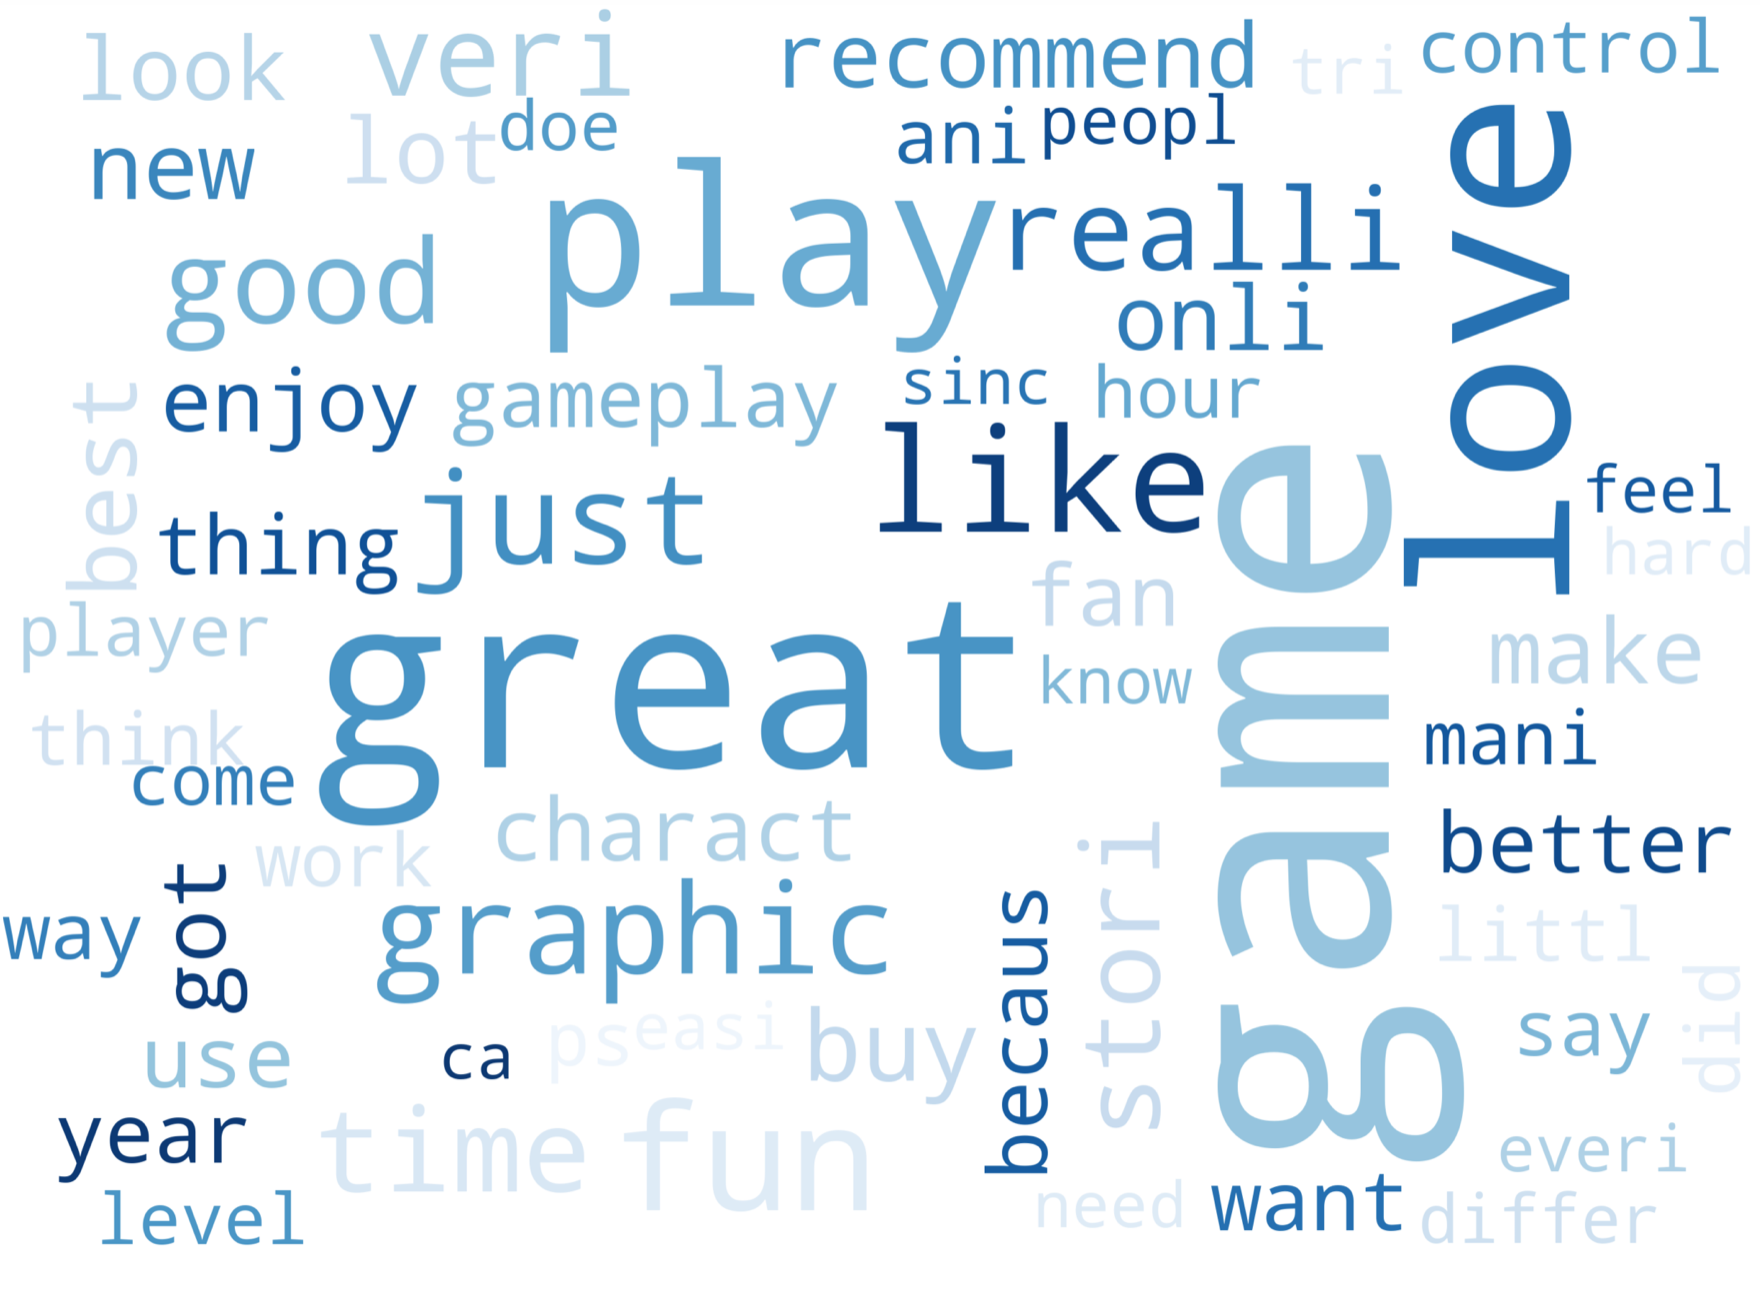 look
veri
recommend
tri
control
new
lot
doe
ani
peopl
play
realli
love
good
onli
enjoy
gameplay
sinc
hour
best
like
feel
thing
just
hard
fan
player
great
know
game
make
think
come
mani
charact
work
better
got
way
graphic
becaus
stori
littl
did
use
ca
ps
easi
buy
say
year
time
fun
everi
level
need
want
differ